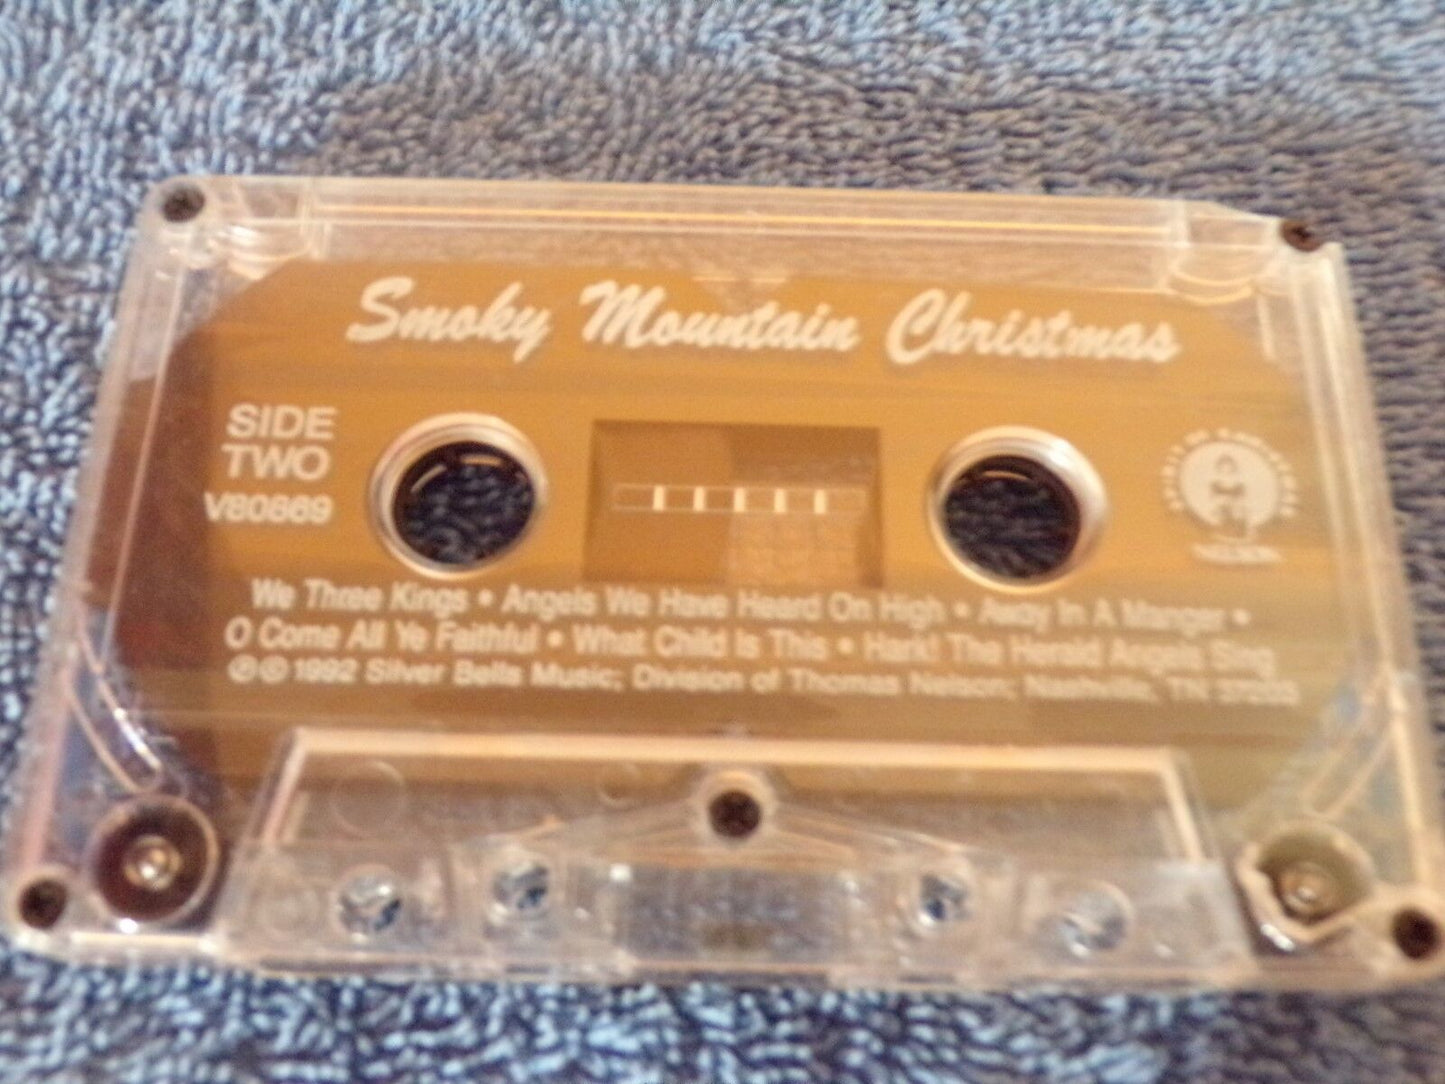 Smoky Mountain Christmas
SIDE
TWO
V80869
We Three Kings • Angels We Have Heard On High • Away In A Manger •
O Come All Ye Faithful • What Child Is This • Hark! The Herald Angels Sing
℗© 1992 Silver Bells Music; Division of Thomas Nelson; Nashville, TN
NELSON